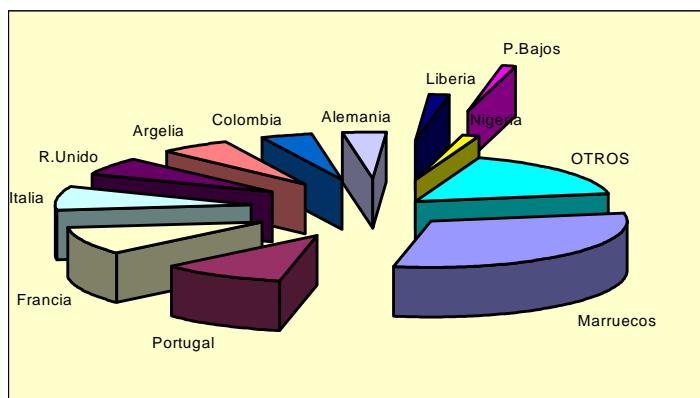 P.Bajos
Liberia
Nigeria
Alemania
Colombia
Argelia
R.Unido
OTROS
Italia
Francia
Marruecos
Portugal